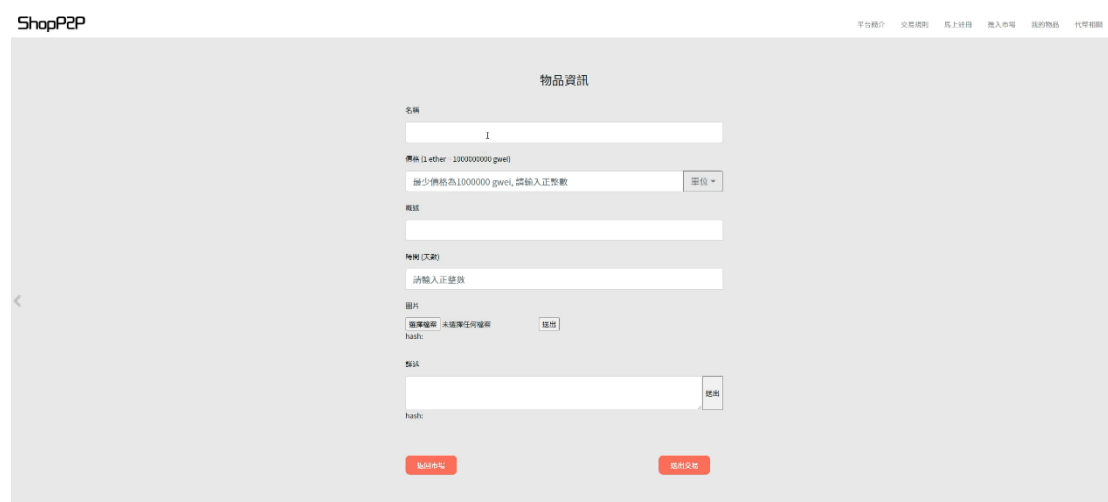 ShopP2P
平台簡介 交易規則 馬上註冊 進入市場 我的物品 代幣相關
物品資訊
名稱
價格 (1 ether = 1000000000 gwei)
最少價格為1000000 gwei, 請輸入正整數 單位
概述
時間 (天數)
請輸入正整數
圖片
選擇檔案 未選擇任何檔案 送出
hash:
詳述
送出
hash:
返回市場 送出交易